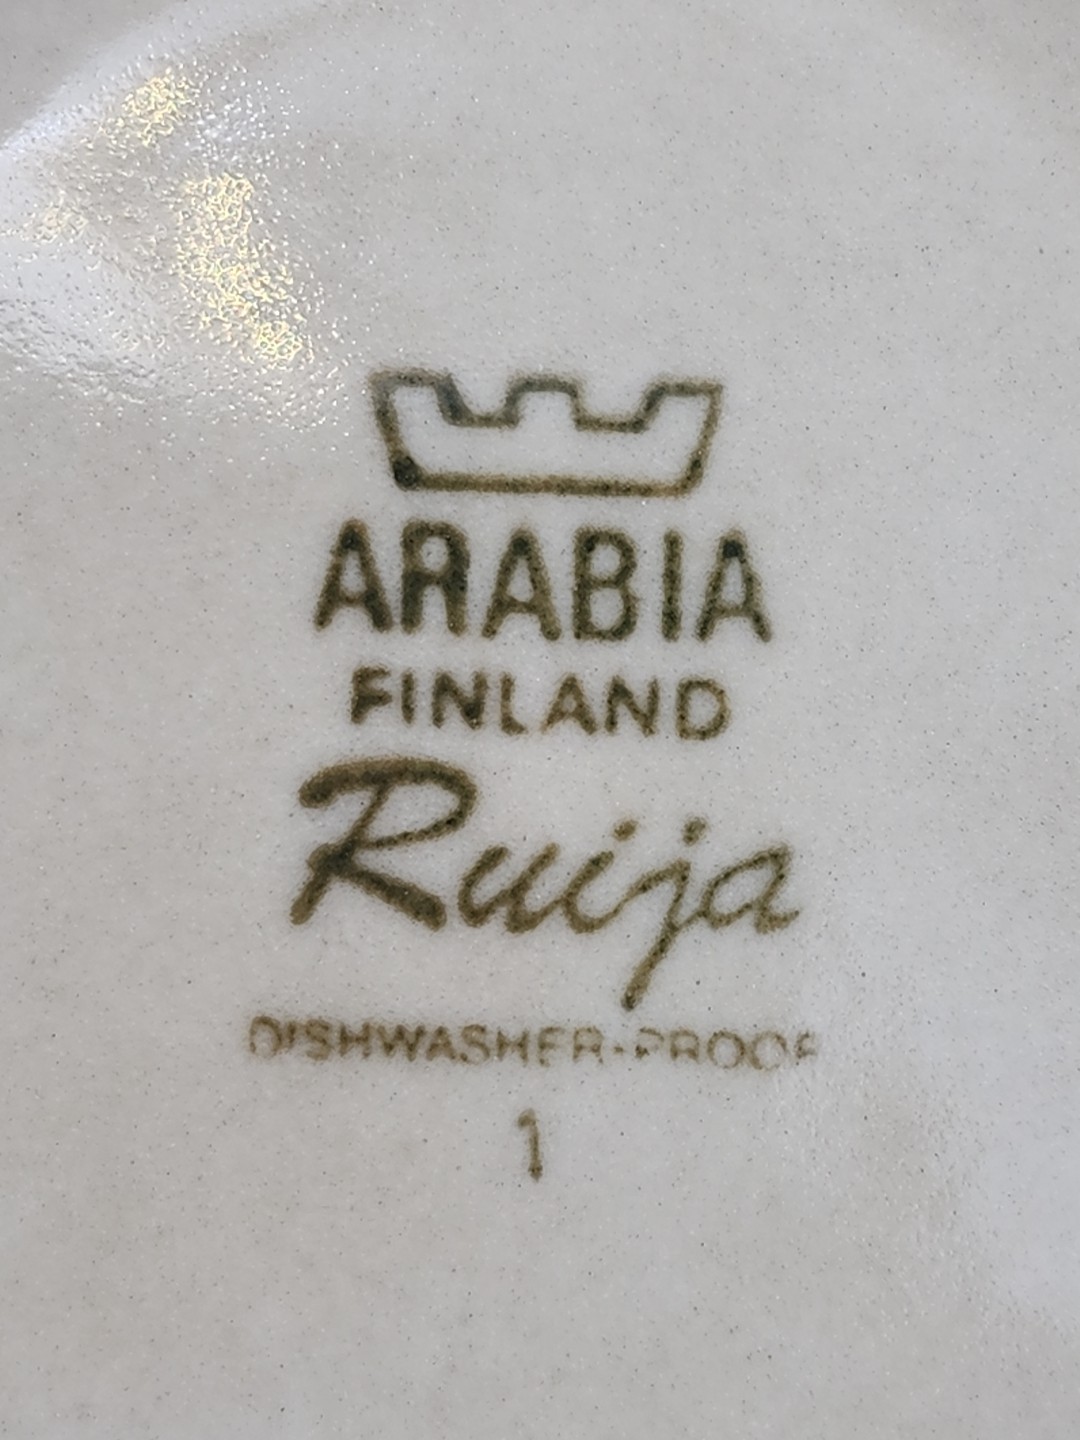 ARABIA
FINLAND
Ruija
DISHWASHER-PROOF
1